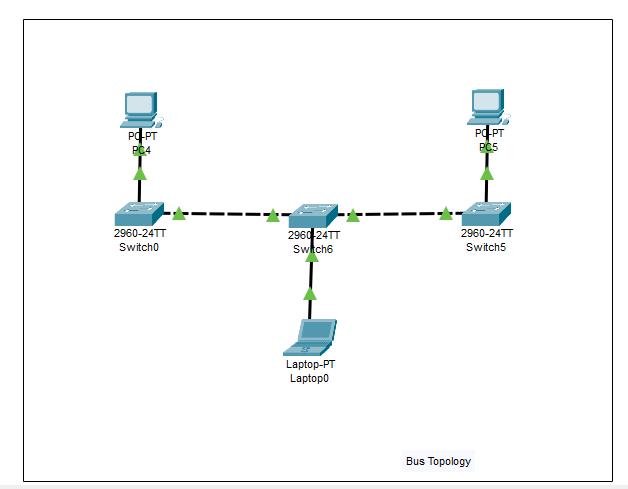 PC-PT
PC4
PC-PT
PC5
2960-24TT
Switch0
2960-24TT
Switch6
2960-24TT
Switch5
Laptop-PT
Laptop0
Bus Topology